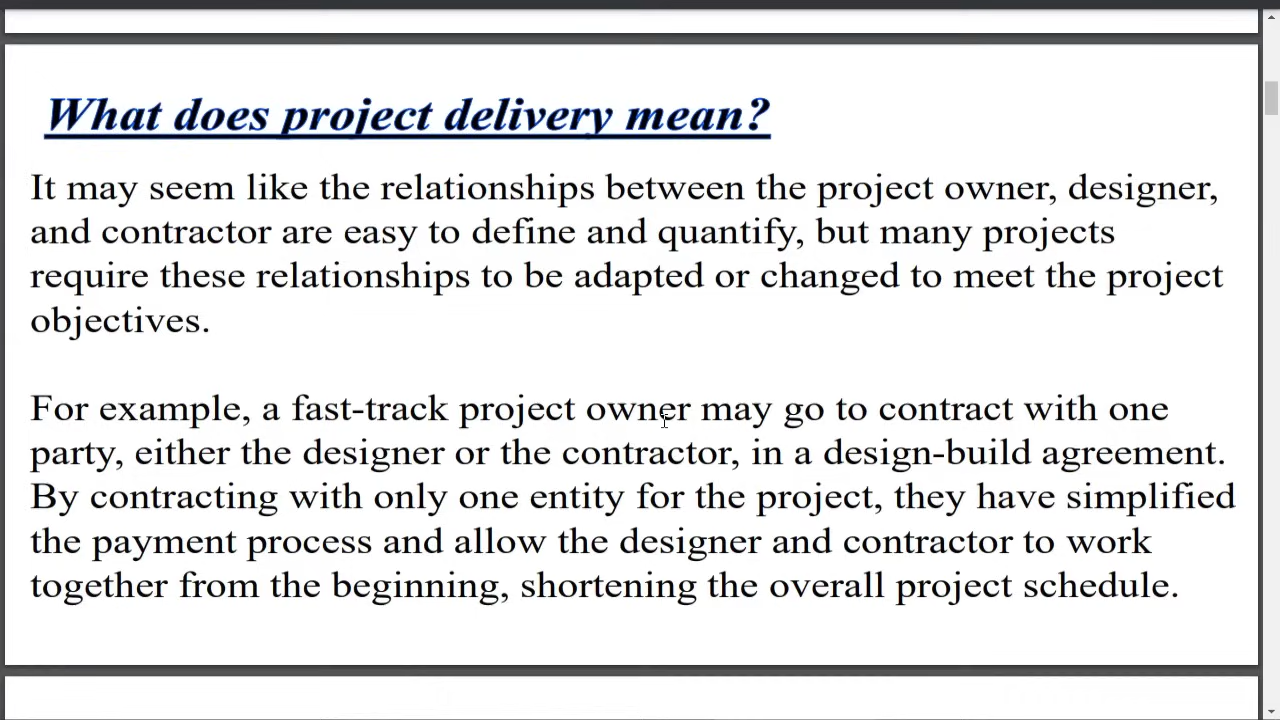 What does project delivery mean?
It may seem like the relationships between the project owner, designer,
and contractor are easy to define and quantify, but many projects
require these relationships to be adapted or changed to meet the project
objectives.
For example, a fast-track project owner may go to contract with one
party, either the designer or the contractor, in a design-build agreement.
By contracting with only one entity for the project, they have simplified
the payment process and allow the designer and contractor to work
together from the beginning, shortening the overall project schedule.